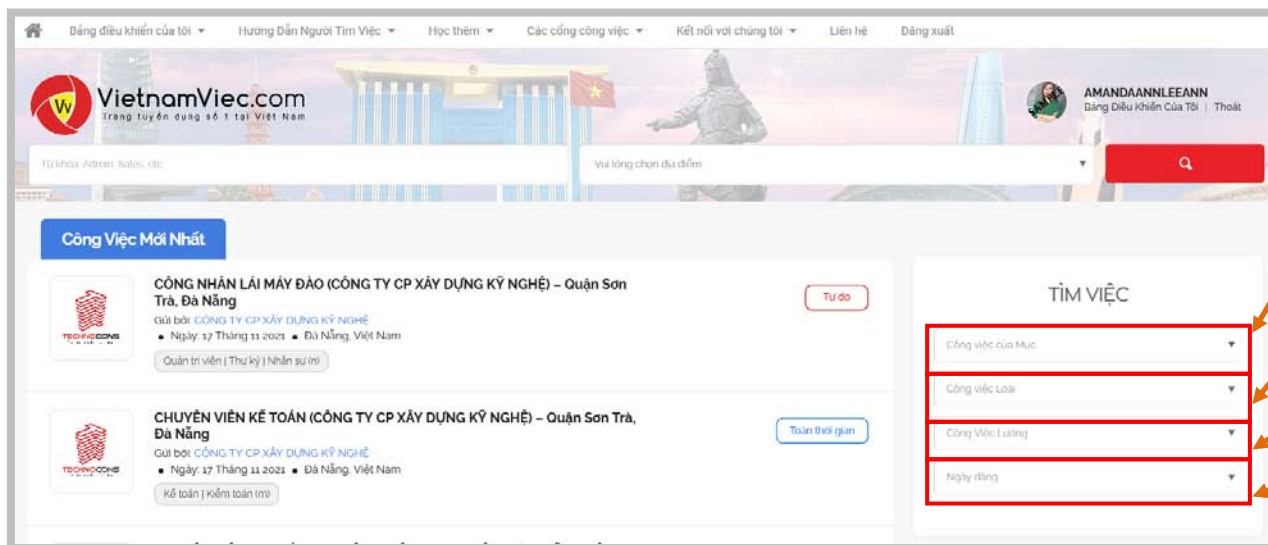 Bảng điều khiển của tôi Hướng Dẫn Người Tìm Việc Học thêm Các cổng công việc Kết nối với chúng tôi Liên hệ Đăng xuất
VietnamViec.com
Trang tuyển dụng số 1 tại Việt Nam
AMANDAANNLEEANN
Bảng Điều Khiển Của Tôi | Thoát
Từ khóa: Admin, Sales, etc. Vui lòng chọn địa điểm
Công Việc Mới Nhất
CÔNG NHÂN LÁI MÁY ĐÀO (CÔNG TY CP XÂY DỰNG KỸ NGHỆ) – Quận Sơn
Trà, Đà Nẵng
Gửi bởi: CÔNG TY CP XÂY DỰNG KỸ NGHỆ
● Ngày: 17 Tháng 11 2021 ● Đà Nẵng, Việt Nam
Quản trị viên | Thư ký | Nhân sự (n)
Tự do
TECHNOCONS
CHUYÊN VIÊN KẾ TOÁN (CÔNG TY CP XÂY DỰNG KỸ NGHỆ) – Quận Sơn Trà,
Đà Nẵng
Gửi bởi: CÔNG TY CP XÂY DỰNG KỸ NGHỆ
● Ngày: 17 Tháng 11 2021 ● Đà Nẵng, Việt Nam
Kế toán | Kiểm toán (m)
Toàn thời gian
TECHNOCONS
TÌM VIỆC
Công việc của Mục
Công việc Loại
Công Việc Lương
Ngày đăng